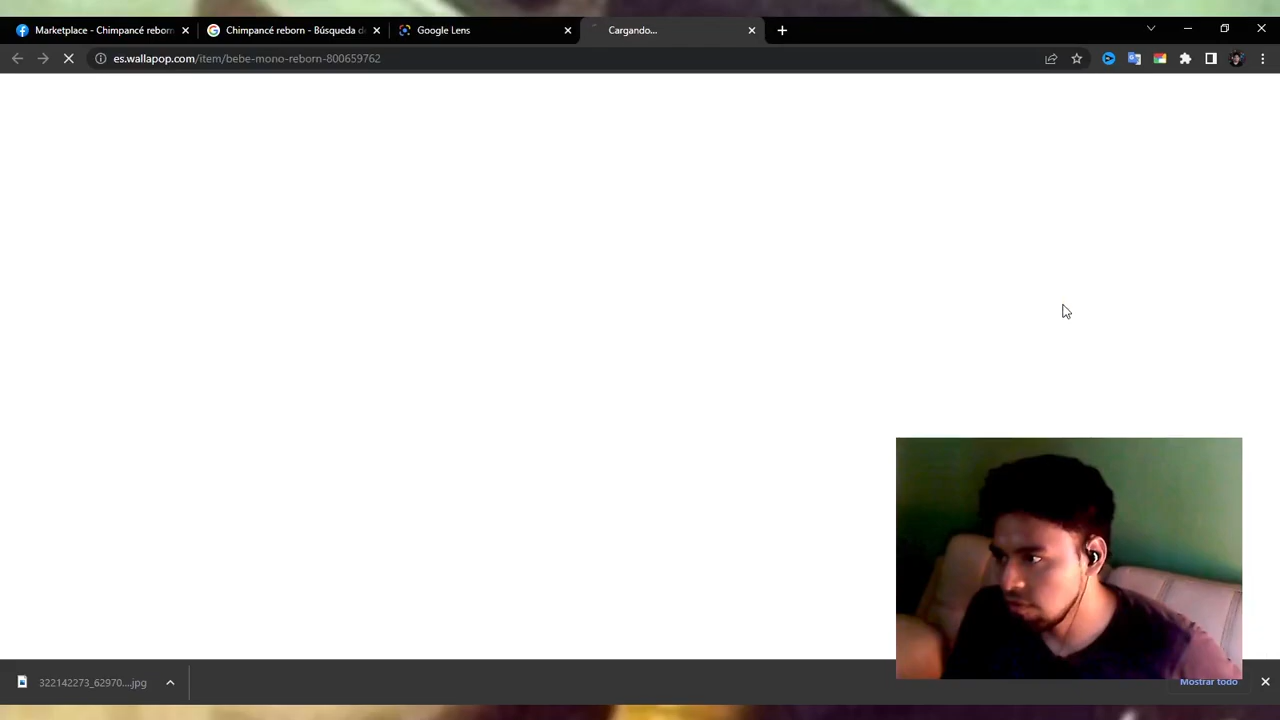 Marketplace - Chimpancé reborn
Chimpancé reborn - Búsqueda de
Google Lens
Cargando...
es.wallapop.com/item/bebe-mono-reborn-800659762
322142273_62970....jpg
Mostrar todo